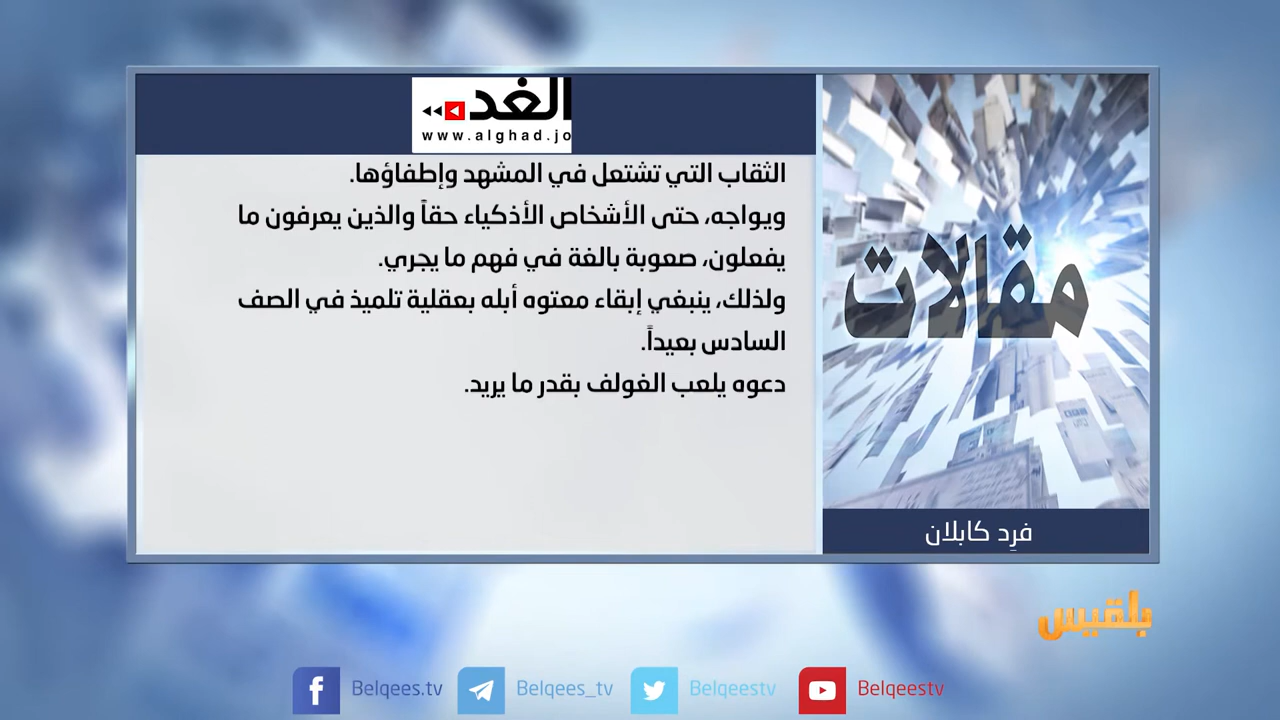 الغد
www.alghad.jo
الثقاب التي تشتعل في المشهد وإطفاؤها.
ويواجه، حتى الأشخاص الأذكياء حقاً والذين يعرفون ما
يفعلون، صعوبة بالغة في فهم ما يجري.
ولذلك، ينبغي إبقاء معتوه أبله بعقلية تلميذ في الصف
السادس بعيداً.
دعوه يلعب الغولف بقدر ما يريد.
مقالات
فرِد كابلان
بلقيس
Belqees.tv
Belqees_tv
Belqeestv
Belqeestv